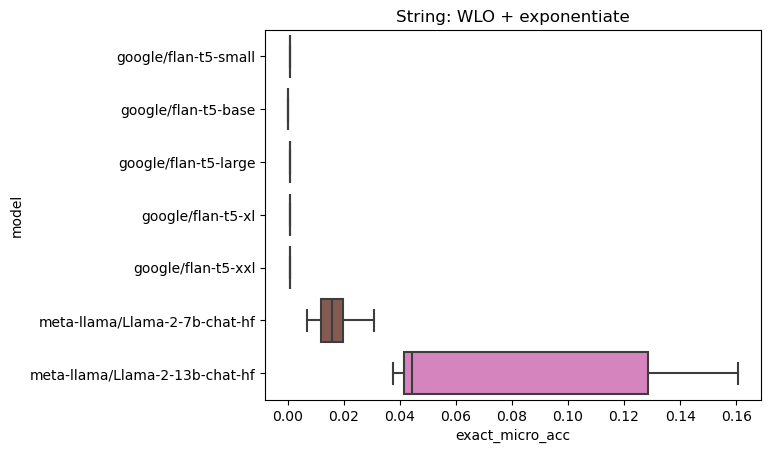 String: WLO + exponentiate
google/flan-t5-small
google/flan-t5-base
google/flan-t5-large
google/flan-t5-xl
google/flan-t5-xxl
meta-llama/Llama-2-7b-chat-hf
meta-llama/Llama-2-13b-chat-hf
model
0.00 0.02 0.04 0.06 0.08 0.10 0.12 0.14 0.16
exact_micro_acc